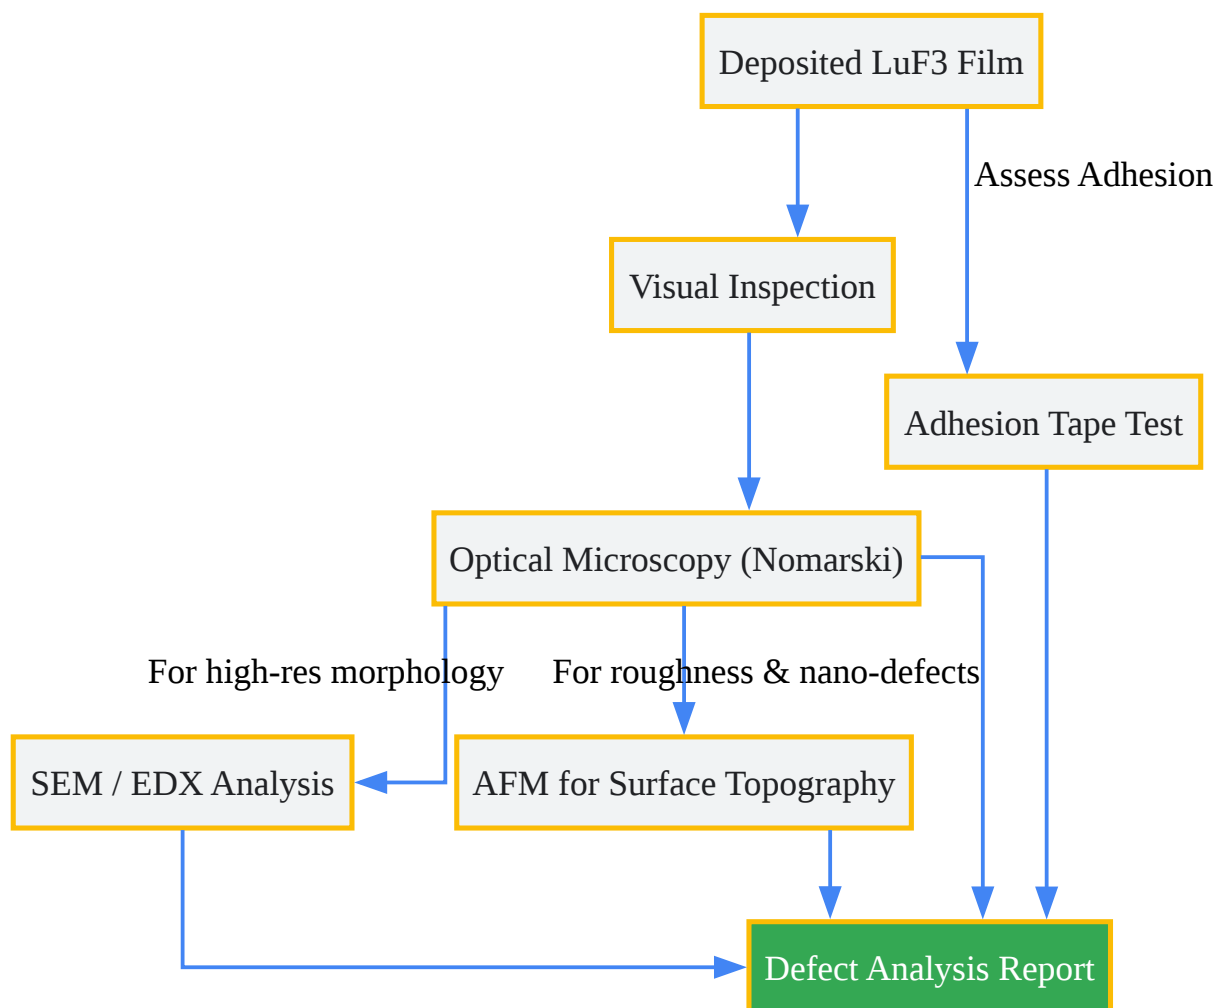 Deposited LuF3 Film
Assess Adhesion
Visual Inspection
Adhesion Tape Test
Optical Microscopy (Nomarski)
For high-res morphology
For roughness & nano-defects
SEM / EDX Analysis
AFM for Surface Topography
Defect Analysis Report